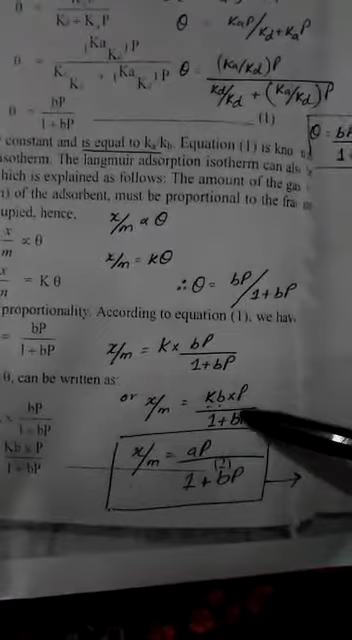 θ = KaP/Kd+KaP
Kd + KaP
θ = (Ka/Kd)P
Kd/Kd + (Ka/Kd)P
θ = bP
1 + bP (1)
θ = bP
constant and is equal to ka/kb. Equation (1) is kno
isotherm. The langmuir adsorption isotherm can als
hich is explained as follows: The amount of the gas
of the adsorbent, must be proportional to the fra
upied, hence, x/m ∝ θ
x
m ∝ θ
x/m = Kθ
x = K θ
∴ θ = bP/1+bP
proportionality. According to equation (1), we hav
= bP
1+bP
x/m = K × bP
1+bP
θ, can be written as:
or x/m = Kb×P
1+bP
× bP
1+bP
Kb × P
1+bP
x/m = aP
1 + bP
(2)